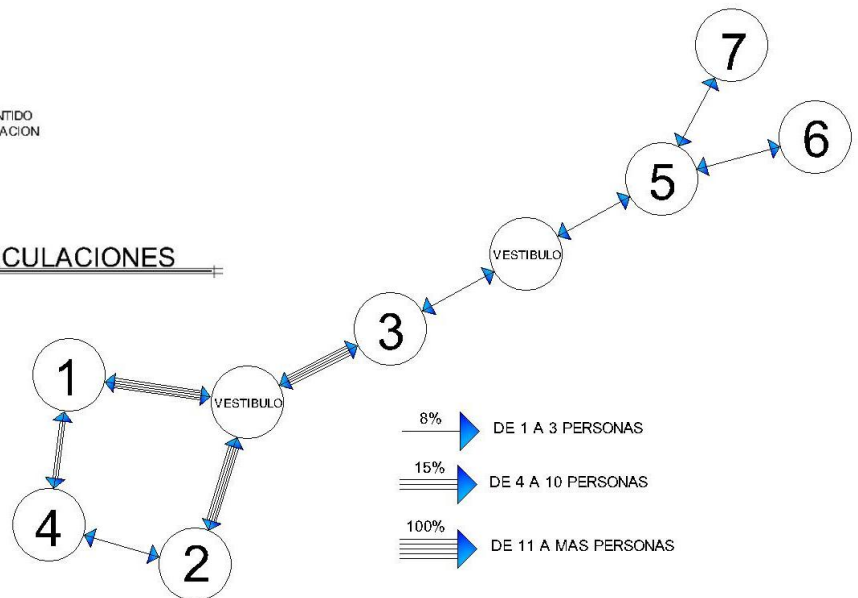 NTIDO
ACION
CULACIONES
7
6
5
VESTIBULO
3
1
VESTIBULO
4
2
8%
DE 1 A 3 PERSONAS
15%
DE 4 A 10 PERSONAS
100%
DE 11 A MAS PERSONAS